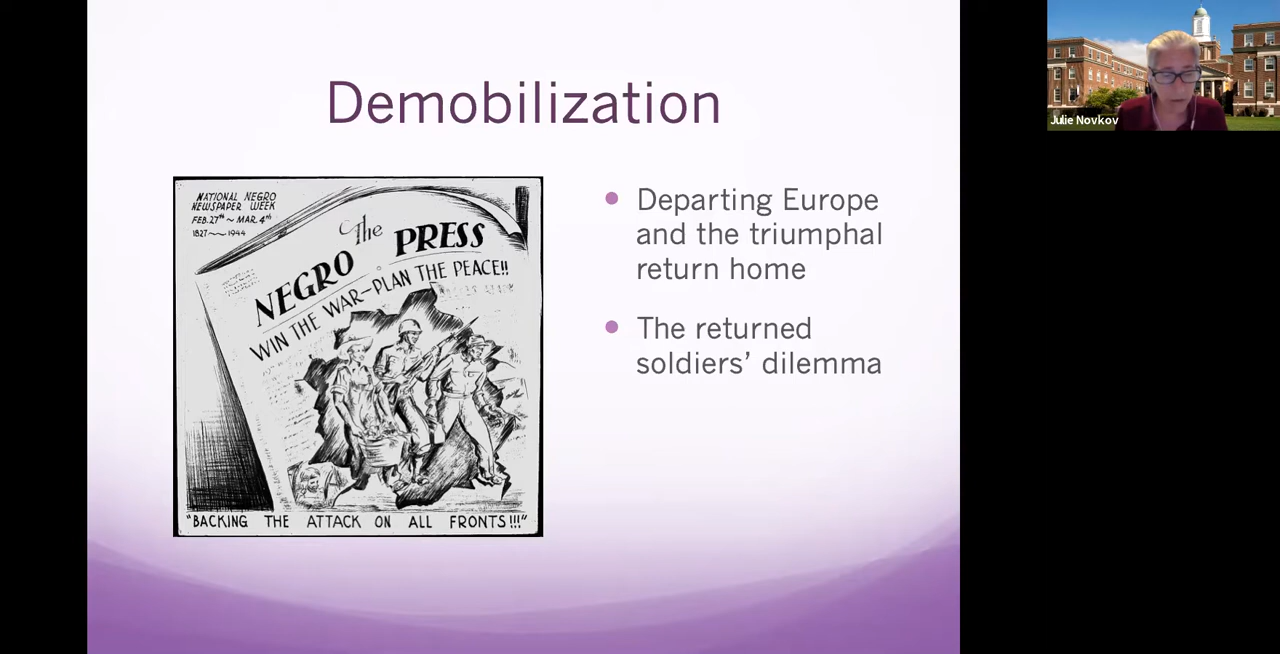 Demobilization
NATIONAL NEGRO
NEWSPAPER WEEK
FEB. 27th ~ MAR. 4th
1827 ~~ 1944
The
NEGRO PRESS
WIN THE WAR—PLAN THE PEACE!!
"BACKING THE ATTACK ON ALL FRONTS!!!"
• Departing Europe
and the triumphal
return home
• The returned
soldiers’ dilemma
Julie Novkov